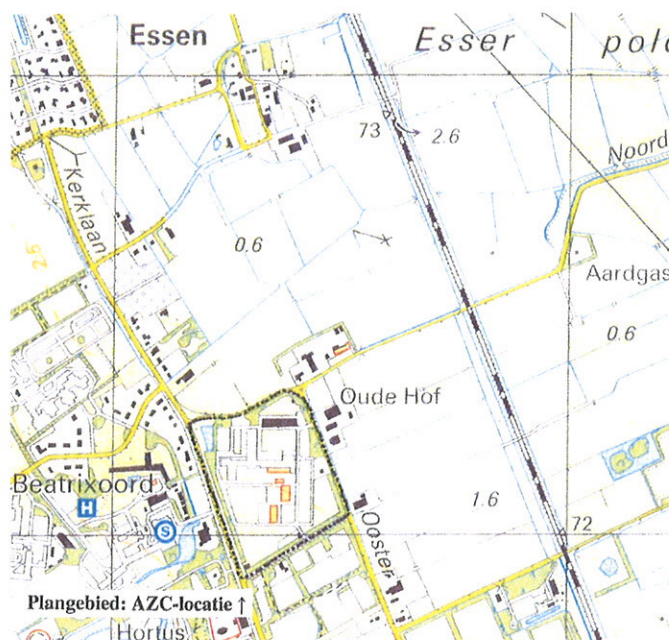 Essen
Esser
pold
73
2.6
Noord
Kerklaan
0.6
25
Aardgas
0.6
Oude Hof
Beatrixoord
H
S
1.6
Ooster
72
Plangebied: AZC-locatie ↑
Hortus